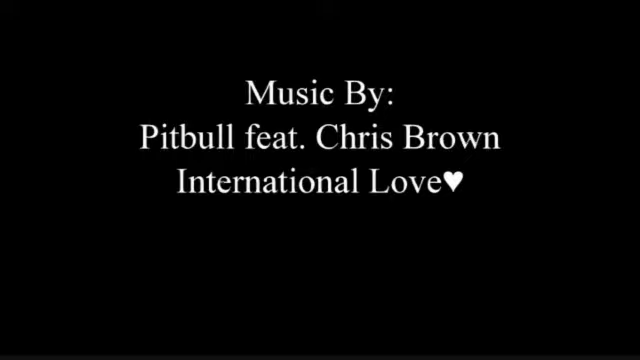 Music By:
Pitbull feat. Chris Brown
International Love♥